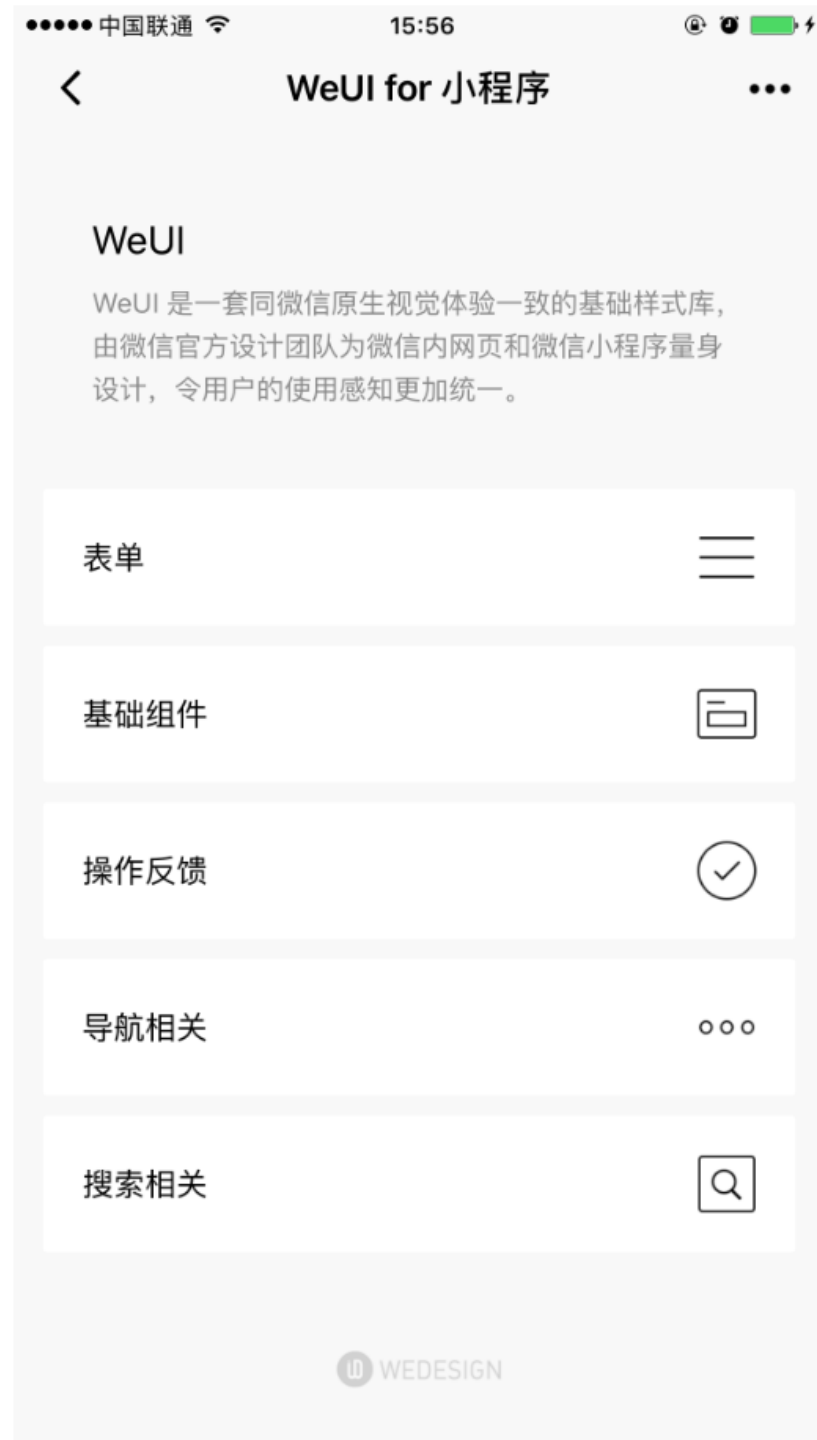 中国联通
15:56
WeUI for 小程序
WeUI
WeUI 是一套同微信原生视觉体验一致的基础样式库，
由微信官方设计团队为微信内网页和微信小程序量身
设计，令用户的使用感知更加统一。
表单
基础组件
操作反馈
导航相关
搜索相关
WEDESIGN